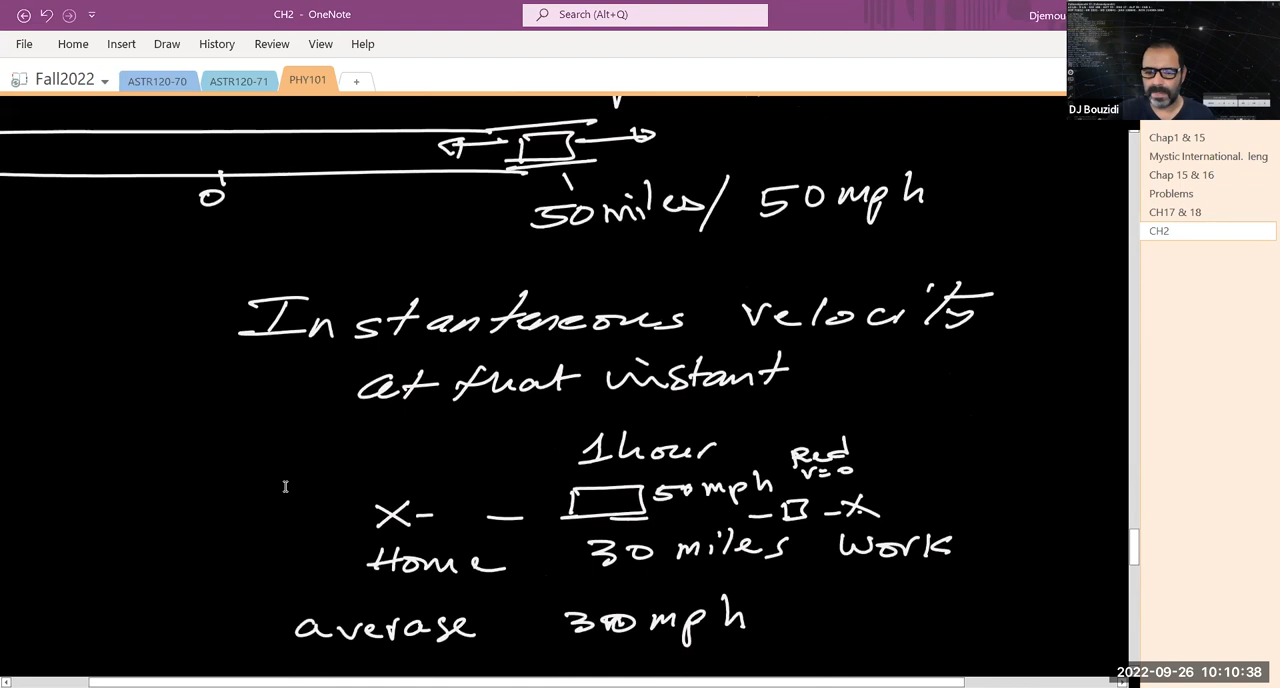 CH2 - OneNote
Search (Alt+Q)
Djemou
File Home Insert Draw History Review View Help
Fall2022 ASTR120-70 ASTR120-71 PHY101 +
DJ Bouzidi
Chap1 & 15
Mystic International. leng
Chap 15 & 16
Problems
CH17 & 18
CH2
0
50 miles / 50 mph
Instantaneous velocity
at that instant
1 hour
Red
v=0
50 mph
X X
Home 30 miles Work
average 30 mph
2022-09-26 10:10:38